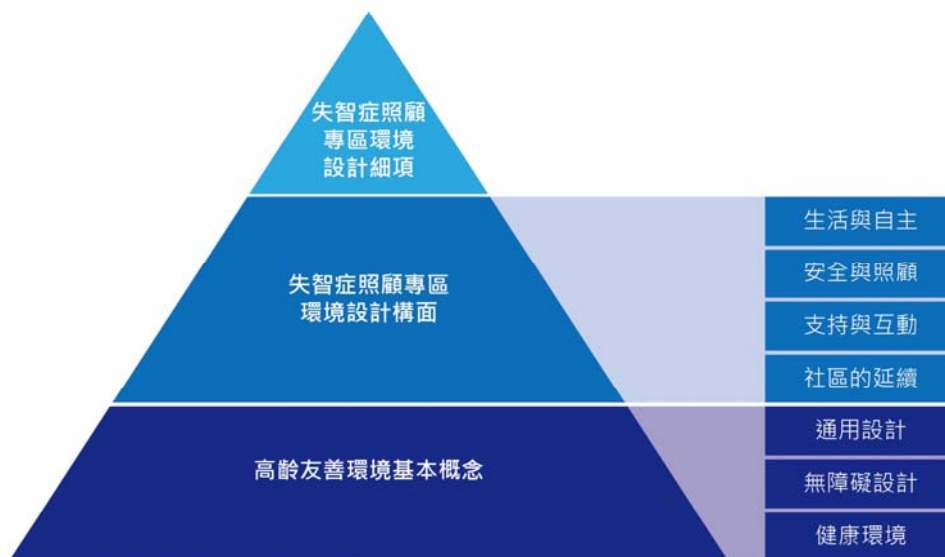 失智症照顧
專區環境
設計細項
失智症照顧專區
環境設計構面
高齡友善環境基本概念
生活與自主
安全與照顧
支持與互動
社區的延續
通用設計
無障礙設計
健康環境